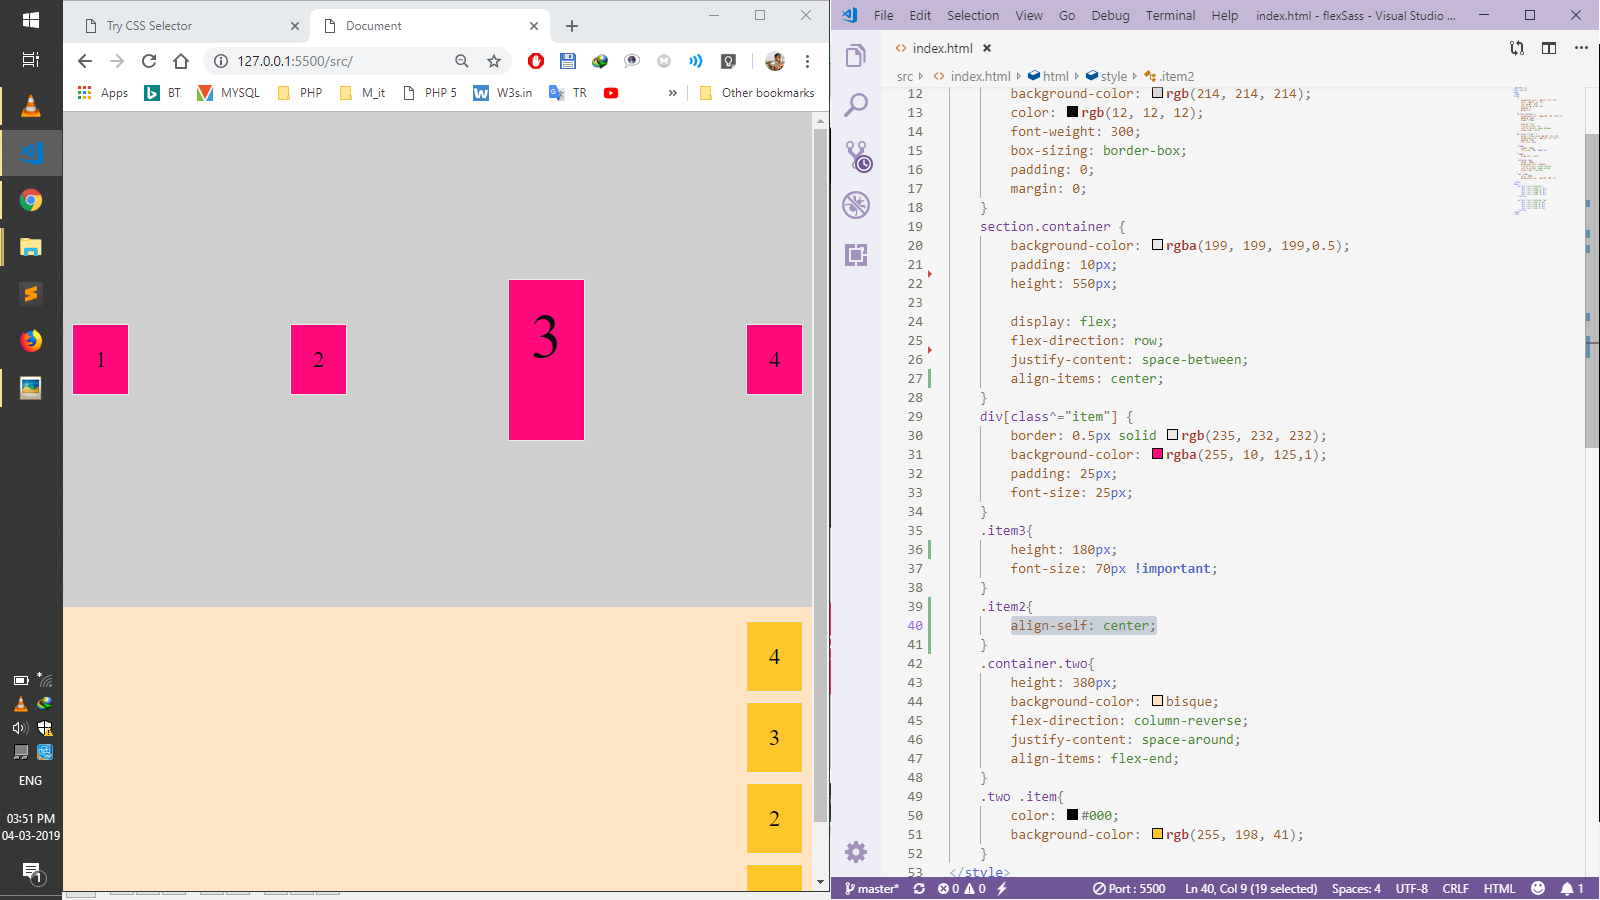 Try CSS Selector
Document
127.0.0.1:5500/src/
Apps
BT
MYSQL
PHP
M_it
PHP 5
W3s.in
TR
»
Other bookmarks
1
2
3
4
4
3
2
ENG
03:51 PM
04-03-2019
1
File Edit Selection View Go Debug Terminal Help index.html - flexSass - Visual Studio ...
index.html
src index.html html style .item2
12 background-color: rgb(214, 214, 214);
13 color: rgb(12, 12, 12);
14 font-weight: 300;
15 box-sizing: border-box;
16 padding: 0;
17 margin: 0;
18 }
19 section.container {
20 background-color: rgba(199, 199, 199,0.5);
21 padding: 10px;
22 height: 550px;
23
24 display: flex;
25 flex-direction: row;
26 justify-content: space-between;
27 align-items: center;
28 }
29 div[class^="item"] {
30 border: 0.5px solid rgb(235, 232, 232);
31 background-color: rgba(255, 10, 125,1);
32 padding: 25px;
33 font-size: 25px;
34 }
35 .item3{
36 height: 180px;
37 font-size: 70px !important;
38 }
39 .item2{
40 align-self: center;
41 }
42 .container.two{
43 height: 380px;
44 background-color: bisque;
45 flex-direction: column-reverse;
46 justify-content: space-around;
47 align-items: flex-end;
48 }
49 .two .item{
50 color: #000;
51 background-color: rgb(255, 198, 41);
52 }
53 </style>
master* 0 0 Port : 5500 Ln 40, Col 9 (19 selected) Spaces: 4 UTF-8 CRLF HTML 1